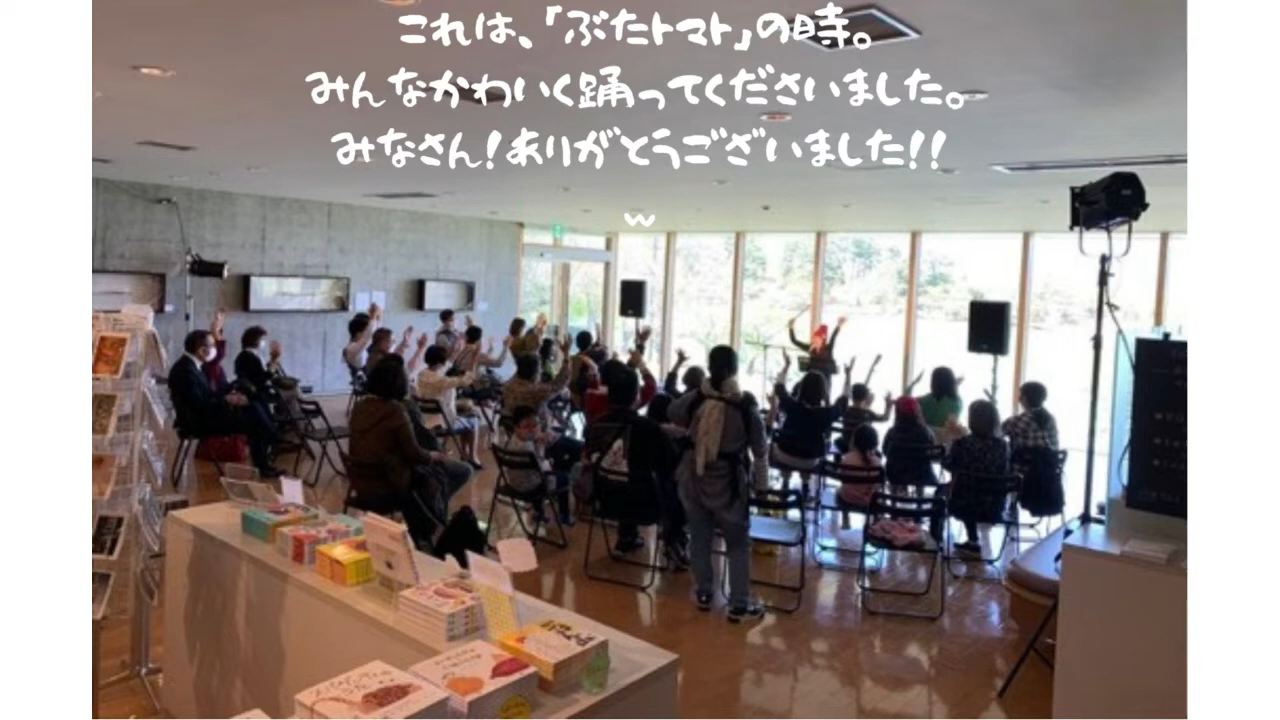 これは、「ぶたトマト」の時。
みんなかわいく踊ってくださいました。
みなさん！ありがとうございました！！
w